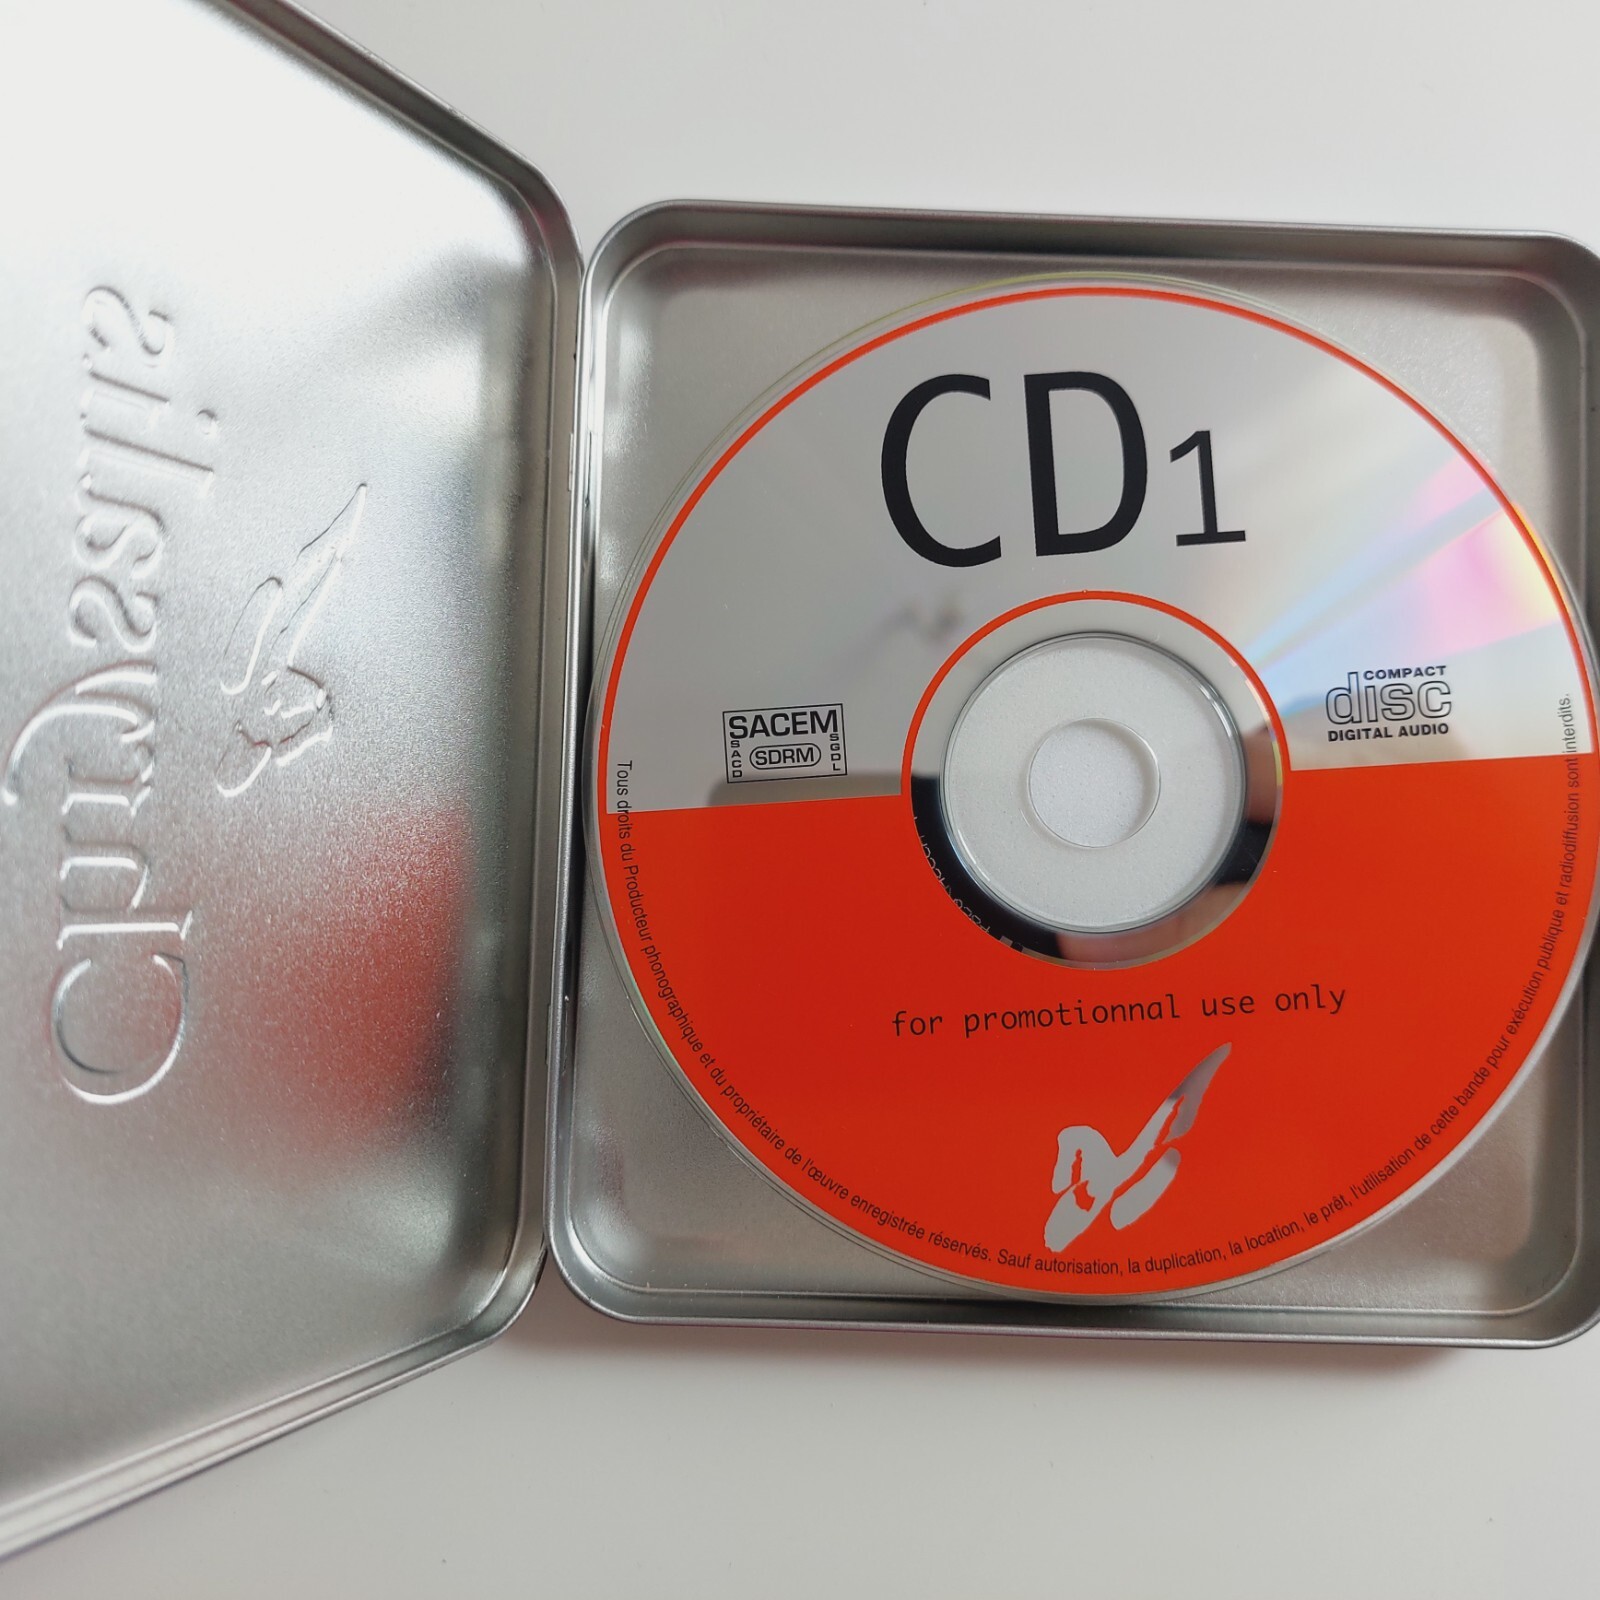 CD1
SACEM
SACD
SDRM
SGDL
COMPACT
disc
DIGITAL AUDIO
for promotionnal use only
Tous droits du Producteur phonographique et du propriétaire de l'œuvre enregistrée réservés. Sauf autorisation, la duplication, la location, le prêt, l'utilisation de cette bande pour exécution publique et radiodiffusion sont interdits.